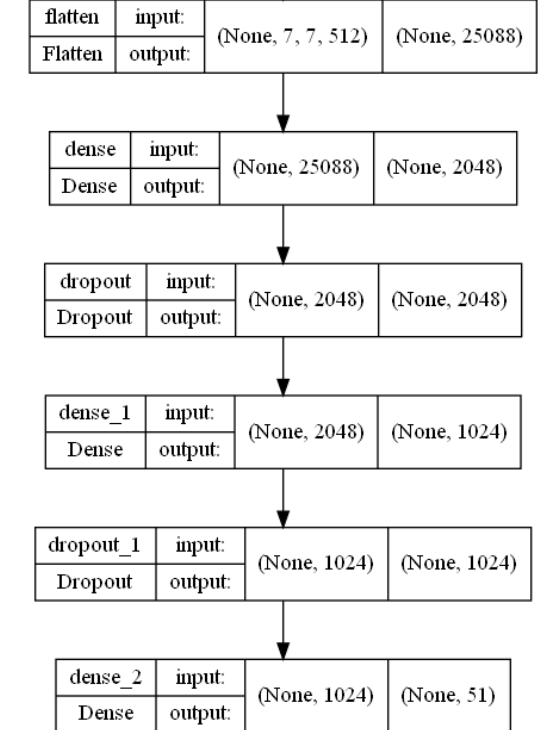 flatten input: (None, 7, 7, 512) (None, 25088)
Flatten output:
dense input: (None, 25088) (None, 2048)
Dense output:
dropout input: (None, 2048) (None, 2048)
Dropout output:
dense_1 input: (None, 2048) (None, 1024)
Dense output:
dropout_1 input: (None, 1024) (None, 1024)
Dropout output:
dense_2 input: (None, 1024) (None, 51)
Dense output: